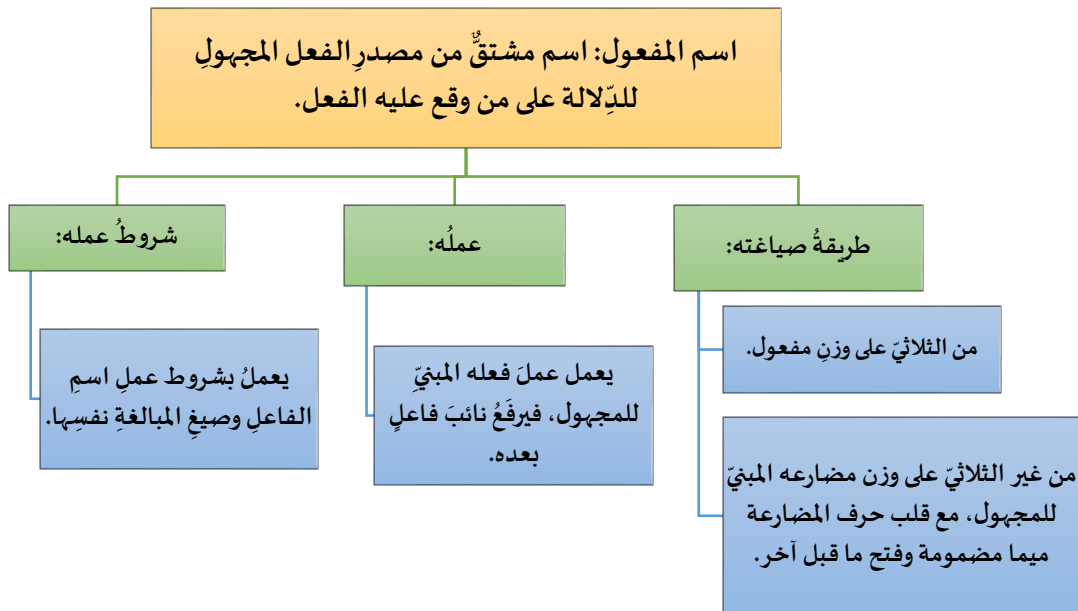 اسم المفعول: اسم مشتقٌّ من مصدرِ الفعل المجهولِ
للدِّلالة على من وقع عليه الفعل.
طريقةُ صياغته:
من الثلاثيّ على وزنِ مفعول.
من غير الثلاثيّ على وزن مضارعه المبنيّ
للمجهول، مع قلب حرف المضارعة
ميما مضمومة وفتح ما قبل آخر.
عملُه:
يعمل عملَ فعله المبنيِّ
للمجهول، فيرفَعُ نائبَ فاعلٍ
بعده.
شروطُ عمله:
يعملُ بشروط عملِ اسمِ
الفاعلِ وصيغِ المبالغةِ نفسِها.